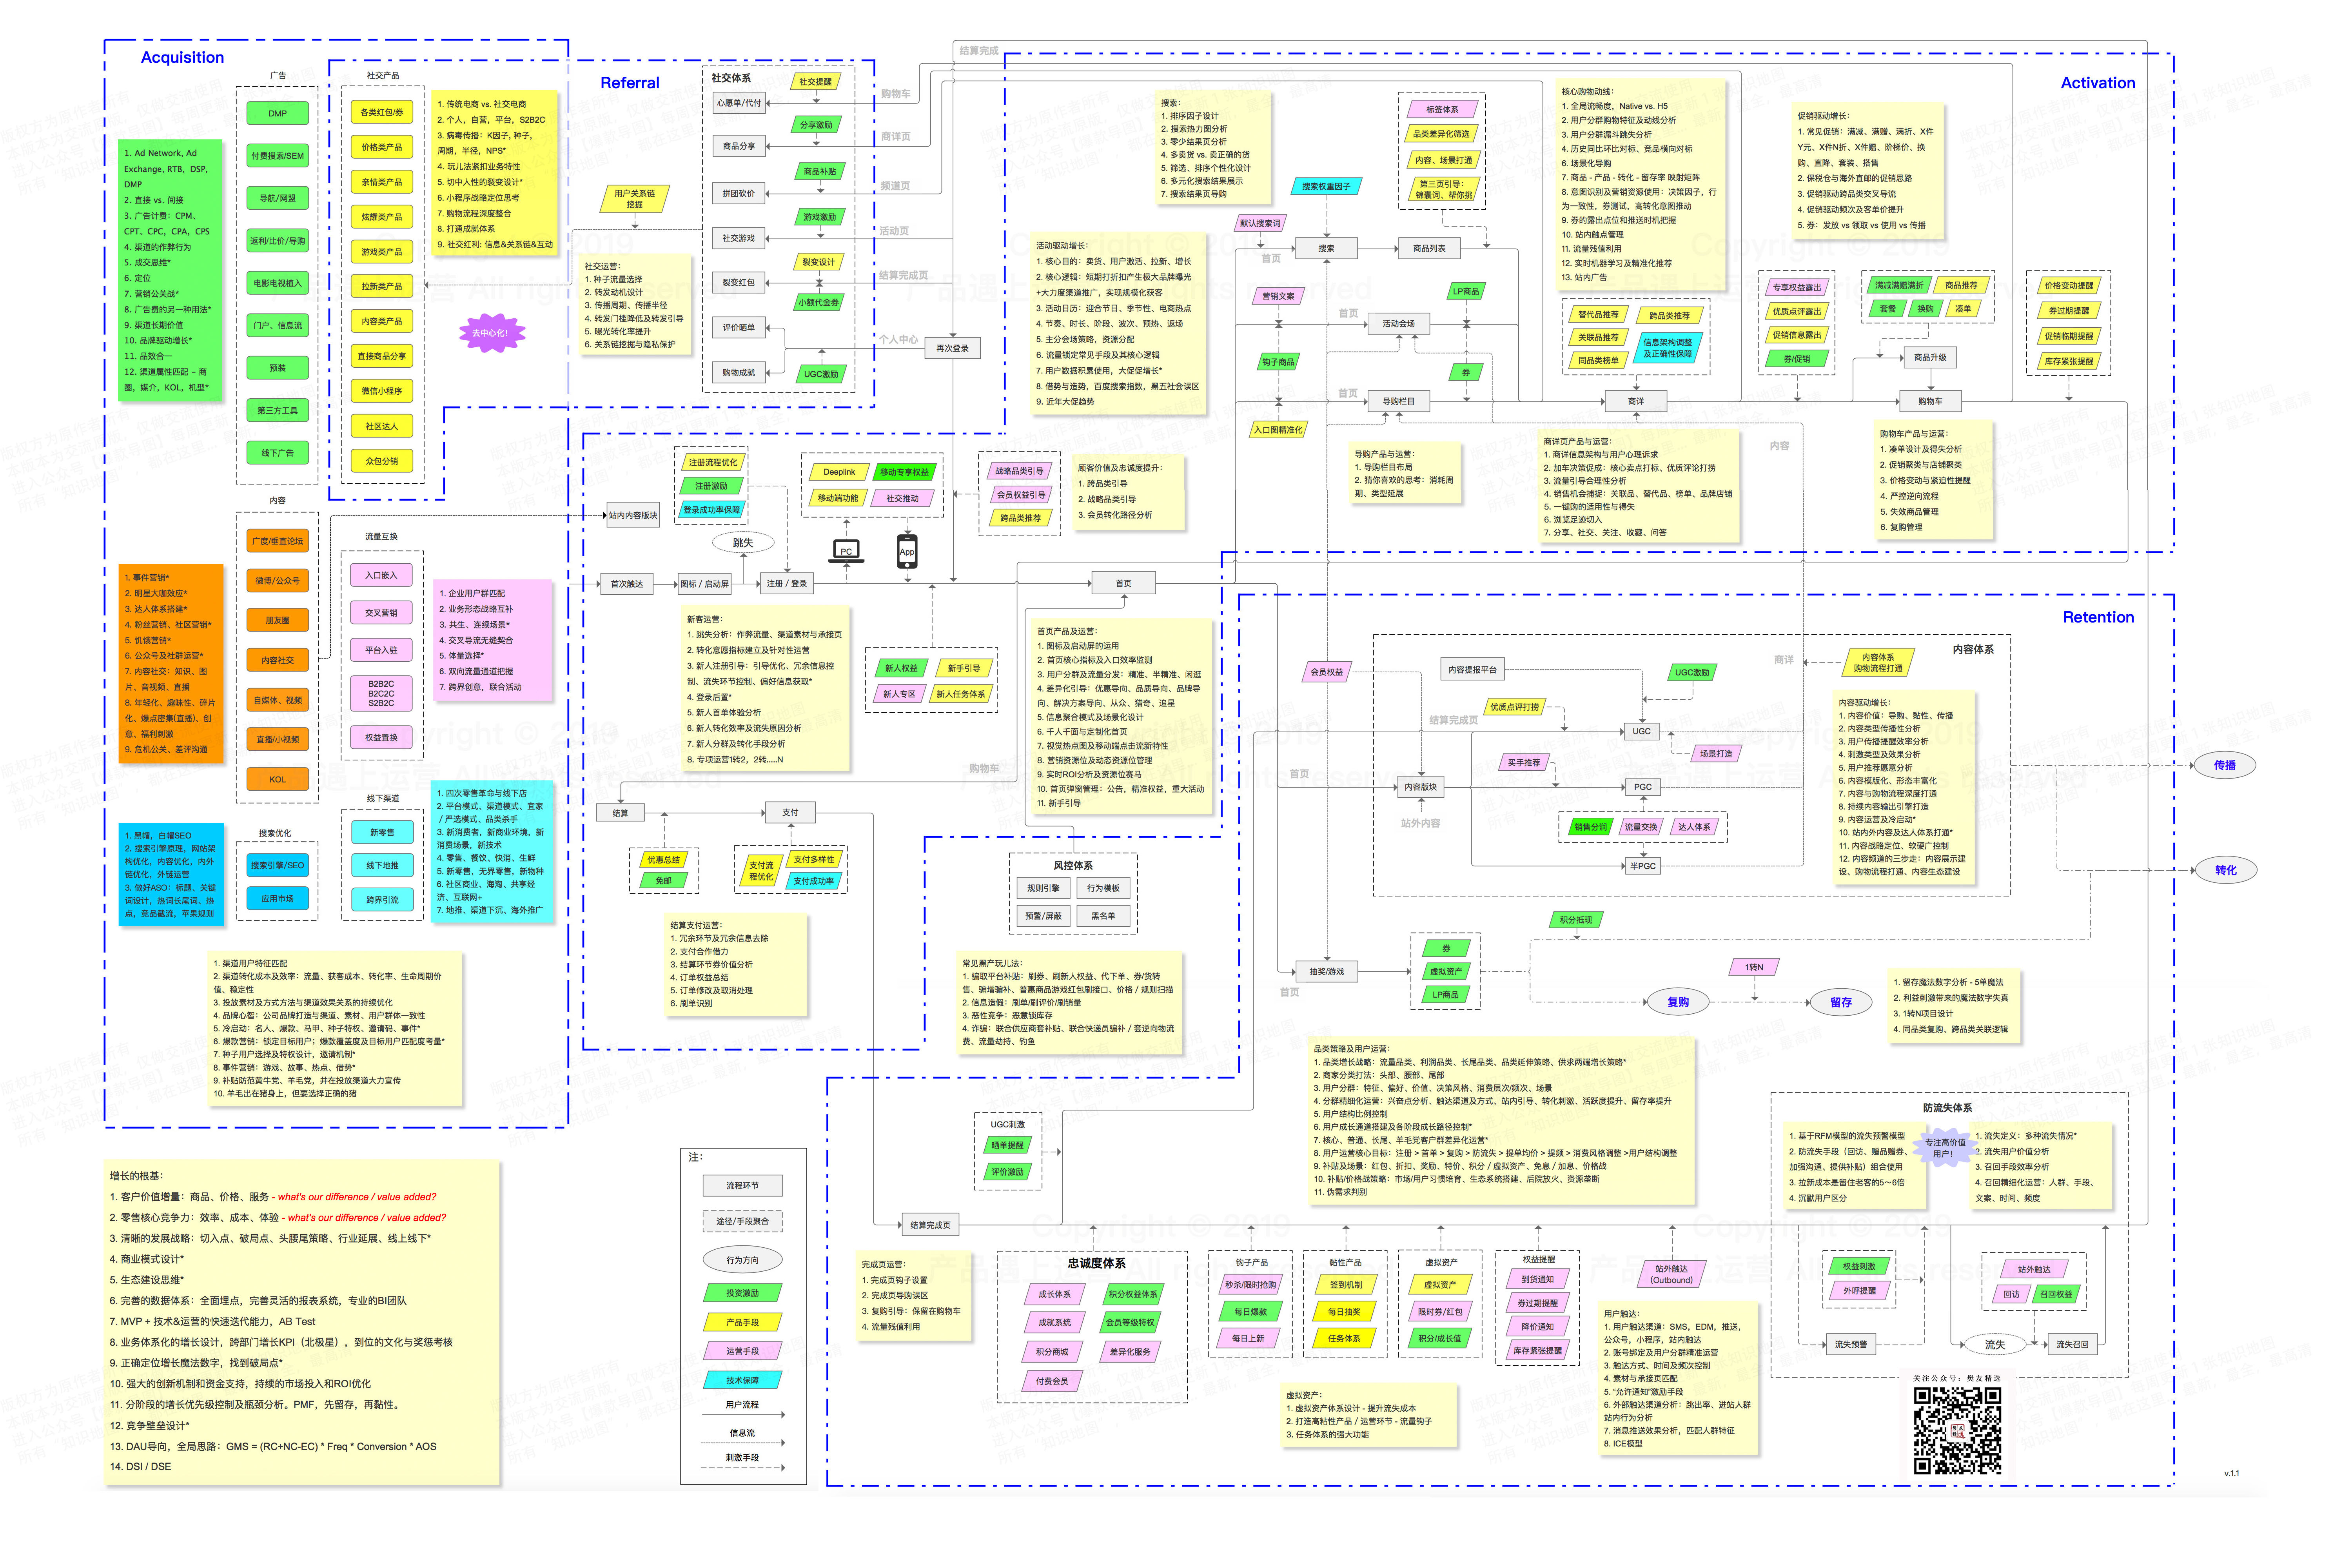 Acquisition
广告
DMP
付费搜索/SEM
导航/网盟
返利/比价/导购
电影电视植入
门户、信息流
预装
第三方工具
线下广告
1. Ad Network, Ad
Exchange, RTB, DSP,
DMP
2. 直接 vs. 间接
3. 广告计费：CPM、
CPT、CPC，CPA，CPS
4. 渠道的作弊行为
5. 成交思维*
6. 定位
7. 营销公关战*
8. 广告费的另一种用法*
9. 渠道长期价值
10. 品牌驱动增长*
11. 品效合一
12. 渠道属性匹配 – 商
圈，媒介，KOL，机型*
社交产品
各类红包/券
价格类产品
亲情类产品
炫耀类产品
游戏类产品
拉新类产品
内容类产品
直接商品分享
微信小程序
社区达人
众包分销
1. 传统电商 vs. 社交电商
2. 个人，自营，平台，S2B2C
3. 病毒传播：K因子，种子，
周期，半径，NPS*
4. 玩儿法紧扣业务特性
5. 切中人性的裂变设计*
6. 小程序战略定位思考
7. 购物流程深度整合
8. 打通成就体系
9. 社交红利: 信息&关系链&互动
去中心化！
Referral
用户关系链
挖掘
社交运营：
1. 种子流量选择
2. 转发动机设计
3. 传播周期、传播半径
4. 转发门槛降低及转发引导
5. 曝光转化率提升
6. 关系链挖掘与隐私保护
社交体系
社交提醒
心愿单/代付
分享激励
商品分享
商品补贴
拼团砍价
游戏激励
社交游戏
裂变设计
裂变红包
小额代金券
评价晒单
购物成就
UGC激励
结算完成
购物车
商详页
频道页
活动页
结算完成页
个人中心
再次登录
Activation
搜索：
1. 排序因子设计
2. 搜索热力图分析
3. 零少结果页分析
4. 多卖货 vs. 卖正确的货
5. 筛选、排序个性化设计
6. 多元化搜索结果展示
7. 搜索结果页导购
标签体系
品类差异化筛选
内容、场景打通
第三页引导：
锦囊词、帮你挑
搜索权重因子
默认搜索词
搜索
商品列表
首页
活动驱动增长：
1. 核心目的：卖货、用户激活、拉新、增长
2. 核心逻辑：短期打折扣产生极大品牌曝光
+大力度渠道推广，实现规模化获客
3. 活动日历：迎合节日、季节性、电商热点
4. 节奏、时长、阶段、波次、预热、返场
5. 主分会场策略，资源分配
6. 流量锁定常见手段及其核心逻辑
7. 用户数据积累使用，大促促增长*
8. 借势与造势，百度搜索指数，黑五社会误区
9. 近年大促趋势
营销文案
首页
活动会场
LP商品
钩子商品
券
首页
导购栏目
入口图精准化
核心购物动线：
1. 全局流畅度，Native vs. H5
2. 用户分群购物特征及动线分析
3. 用户分群漏斗跳失分析
4. 历史同比环比对标、竞品横向对标
6. 场景化导购
7. 商品 - 产品 - 转化 - 留存率 映射矩阵
8. 意图识别及营销资源使用：决策因子，行
为一致性，券测试，高转化意图推动
9. 券的露出点位和推送时机把握
10. 站内触点管理
11. 流量残值利用
12. 实时机器学习及精准化推荐
13. 站内广告
促销驱动增长：
1. 常见促销：满减、满赠、满折、X件
Y元、X件N折、X件赠、阶梯价、换
购、直降、套装、搭售
2. 保税仓与海外直邮的促销思路
3. 促销驱动跨品类交叉导流
4. 促销驱动频次及客单价提升
5. 券：发放 vs 领取 vs 使用 vs 传播
替代品推荐
跨品类推荐
关联品推荐
信息架构调整
及正确性保障
同品类榜单
商详
专享权益露出
优质点评露出
促销信息露出
券/促销
满减满赠满折
商品推荐
套餐
换购
凑单
商品升级
购物车
价格变动提醒
券过期提醒
促销临期提醒
库存紧张提醒
导购产品与运营：
1. 导购栏目布局
2. 猜你喜欢的思考：消耗周
期、类型延展
商详页产品与运营：
1. 商详信息架构与用户心理诉求
2. 加车决策促成：核心卖点打标、优质评论打捞
3. 流量引导合理性分析
4. 销售机会捕捉：关联品、替代品、榜单、品牌店铺
5. 一键购的适用性与得失
6. 浏览足迹切入
7. 分享、社交、关注、收藏、问答
内容
购物车产品与运营：
1. 凑单设计及得失分析
2. 促销聚类与店铺聚类
3. 价格变动与紧迫性提醒
4. 严控逆向流程
5. 失效商品管理
6. 复购管理
站内内容版块
注册流程优化
注册激励
登录成功率保障
跳失
首次触达
图标 / 启动屏
注册 / 登录
Deeplink
移动专享权益
移动端功能
社交推动
PC
App
战略品类引导
会员权益引导
跨品类推荐
顾客价值及忠诚度提升：
1. 跨品类引导
2. 战略品类引导
3. 会员转化路径分析
首页
新客运营：
1. 跳失分析：作弊流量、渠道素材与承接页
2. 转化意愿指标建立及针对性运营
3. 新人注册引导：引导优化、冗余信息控
制、流失环节控制、偏好信息获取*
4. 登录后置*
5. 新人首单体验分析
6. 新人转化效率及流失原因分析
7. 新人分群及转化手段分析
8. 专项运营1转2，2转.....N
新人权益
新手引导
新人专区
新人任务体系
首页产品及运营：
1. 图标及启动屏的运用
2. 首页核心指标及入口效率监测
3. 用户分群及流量分发：精准、半精准、闲逛
4. 差异化引导：优惠导向、品质导向、品牌导
向、解决方案导向、从众、猎奇、追星
5. 信息聚合模式及场景化设计
6. 千人千面与定制化首页
7. 视觉热点图及移动端点击流新特性
8. 营销资源位及动态资源位管理
9. 实时ROI分析及资源位赛马
10. 首页弹窗管理：公告，精准权益，重大活动
11. 新手引导
购物车
结算
支付
优惠总结
免邮
支付流
程优化
支付多样性
支付成功率
结算支付运营：
1. 冗余环节及冗余信息去除
2. 支付合作借力
3. 结算环节券价值分析
4. 订单权益总结
5. 订单修改及取消处理
6. 刷单识别
风控体系
规则引擎
行为模板
预警/屏蔽
黑名单
常见黑产玩儿法：
1. 骗取平台补贴：刷券、刷新人权益、代下单、券/货转
售、骗增骗补、普惠商品游戏红包刷接口、价格 / 规则扫描
2. 信息造假：刷单/刷评价/刷销量
3. 恶性竞争：恶意锁库存
4. 诈骗：联合供应商套补贴、联合快递员骗补 / 套逆向物流
费、流量劫持、钓鱼
内容
广度/垂直论坛
微博/公众号
朋友圈
内容社交
自媒体、视频
直播/小视频
KOL
1. 事件营销*
2. 明星大咖效应*
3. 达人体系搭建*
4. 粉丝营销、社区营销*
5. 饥饿营销*
6. 公众号及社群运营*
7. 内容社交：知识、图
片、音视频、直播
8. 年轻化、趣味性、碎片
化、爆点密集(直播)、创
意、福利刺激
9. 危机公关、差评沟通
流量互换
入口嵌入
交叉营销
平台入驻
B2B2C
B2C2C
S2B2C
权益置换
1. 企业用户群匹配
2. 业务形态战略互补
3. 共生、连续场景*
4. 交叉导流无缝契合
5. 体量选择*
6. 双向流量通道把握
7. 跨界创意，联合活动
搜索优化
搜索引擎/SEO
应用市场
1. 黑帽，白帽SEO
2. 搜索引擎原理，网站架
构优化，内容优化、内外
链优化，外链运营
3. 做好ASO：标题、关键
词设计，热词长尾词、热
点，竞品截流，苹果规则
线下渠道
新零售
线下地推
跨界引流
1. 四次零售革命与线下店
2. 平台模式、渠道模式、宜家
/ 严选模式、品类杀手
3. 新消费者，新商业环境，新
消费场景，新技术
4. 零售、餐饮、快消、生鲜
5. 新零售，无界零售，新物种
6. 社区商业、海淘、共享经
济、互联网+
7. 地推、渠道下沉、海外推广
1. 渠道用户特征匹配
2. 渠道转化成本及效率：流量、获客成本、转化率、生命周期价
值、稳定性
3. 投放素材及方式方法与渠道效果关系的持续优化
4. 品牌心智：公司品牌打造与渠道、素材、用户群体一致性
5. 冷启动：名人、爆款、马甲、种子特权、邀请码、事件*
6. 爆款营销：锁定目标用户；爆款覆盖度及目标用户匹配度考量*
7. 种子用户选择及特权设计，邀请机制*
8. 事件营销：游戏、故事、热点、借势*
9. 补贴防范黄牛党、羊毛党，并在投放渠道大力宣传
10. 羊毛出在猪身上，但要选择正确的猪
Retention
会员权益
内容体系
内容提报平台
UGC激励
优质点评打捞
结算完成页
UGC
场景打造
商详
内容体系
购物流程打通
买手推荐
首页
内容版块
PGC
站外内容
销售分润
流量交换
达人体系
半PGC
内容驱动增长：
1. 内容价值：导购、黏性、传播
2. 内容类型传播性分析
3. 用户传播提醒效率分析
4. 刺激类型及效果分析
5. 用户推荐意愿分析
6. 内容模版化、形态丰富化
7. 内容与购物流程深度打通
8. 持续内容输出引擎打造
9. 内容运营及冷启动*
10. 站内外内容及达人体系打通*
11. 内容战略定位、软硬广控制
12. 内容频道的三步走：内容展示建
设、购物流程打通、内容生态建设
传播
转化
抽奖/游戏
首页
券
虚拟资产
LP商品
积分抵现
1转N
复购
留存
1. 留存魔法数字分析 - 5单魔法
2. 利益刺激带来的魔法数字失真
3. 1转N项目设计
4. 同品类复购、跨品类关联逻辑
品类策略及用户运营：
1. 品类增长战略：流量品类、利润品类、长尾品类、品类延伸策略、供求两端增长策略*
2. 商家分类打法：头部、腰部、尾部
3. 用户分群：特征、偏好、价值、决策风格、消费层次/频次、场景
4. 分群精细化运营：兴奋点分析、触达渠道及方式、站内引导、转化刺激、活跃度提升、留存率提升
5. 用户结构比例控制
6. 用户成长通道搭建及各阶段成长路径控制*
7. 核心、普通、长尾、羊毛党客户群差异化运营*
8. 用户运营核心目标：注册 > 首单 > 复购 > 防流失 > 提单均价 > 提频 > 消费风格调整 >用户结构调整
9. 补贴及场景：红包、折扣、奖励、特价、积分 / 虚拟资产、免息 / 加息、价格战
10. 补贴/价格战策略：市场/用户习惯培育、生态系统搭建、后院放火、资源垄断
11. 伪需求判别
防流失体系
1. 基于RFM模型的流失预警模型
2. 防流失手段（回访、赠品赠券、
加强沟通、提供补贴）组合使用
3. 拉新成本是留住老客的5～6倍
4. 沉默用户区分
专注高价值
用户！
1. 流失定义：多种流失情况*
2. 流失用户价值分析
3. 召回手段效率分析
4. 召回精细化运营：人群、手段、
文案、时间、频度
UGC刺激
晒单提醒
评价激励
结算完成页
完成页运营：
1. 完成页钩子设置
2. 完成页导购误区
3. 复购引导：保留在购物车
4. 流量残值利用
忠诚度体系
成长体系
积分权益体系
成就系统
会员等级特权
积分商城
差异化服务
付费会员
钩子产品
秒杀/限时抢购
每日爆款
每日上新
黏性产品
签到机制
每日抽奖
任务体系
虚拟资产
虚拟资产
限时券/红包
积分/成长值
权益提醒
到货通知
券过期提醒
降价通知
库存紧张提醒
站外触达
（Outbound）
虚拟资产：
1. 虚拟资产体系设计 - 提升流失成本
2. 打造高粘性产品 / 运营环节 - 流量钩子
3. 任务体系的强大功能
用户触达：
1. 用户触达渠道：SMS，EDM，推送，
公众号，小程序，站内触达
2. 账号绑定及用户分群精准运营
3. 触达方式、时间及频次控制
4. 素材与承接页匹配
5. “允许通知”激励手段
6. 外部触达渠道分析：跳出率、进站人群
站内行为分析
7. 消息推送效果分析，匹配人群特征
8. ICE模型
权益刺激
外呼提醒
流失预警
站外触达
回访
召回权益
流失
流失召回
关注公众号：樊友精选
v.1.1
增长的根基：
1. 客户价值增量：商品、价格、服务 - what's our difference / value added?
2. 零售核心竞争力：效率、成本、体验 - what's our difference / value added?
3. 清晰的发展战略：切入点、破局点、头腰尾策略、行业延展、线上线下*
4. 商业模式设计*
5. 生态建设思维*
6. 完善的数据体系：全面埋点，完善灵活的报表系统，专业的BI团队
7. MVP + 技术&运营的快速迭代能力，AB Test
8. 业务体系化的增长设计，跨部门增长KPI（北极星），到位的文化与奖惩考核
9. 正确定位增长魔法数字，找到破局点*
10. 强大的创新机制和资金支持，持续的市场投入和ROI优化
11. 分阶段的增长优先级控制及瓶颈分析。PMF，先留存，再黏性。
12. 竞争壁垒设计*
13. DAU导向，全局思路：GMS = (RC+NC-EC) * Freq * Conversion * AOS
14. DSI / DSE
注：
流程环节
途径/手段聚合
行为方向
投资激励
产品手段
运营手段
技术保障
用户流程
信息流
刺激手段
Copyright © 2019
产品遇上运营 All rights reserved